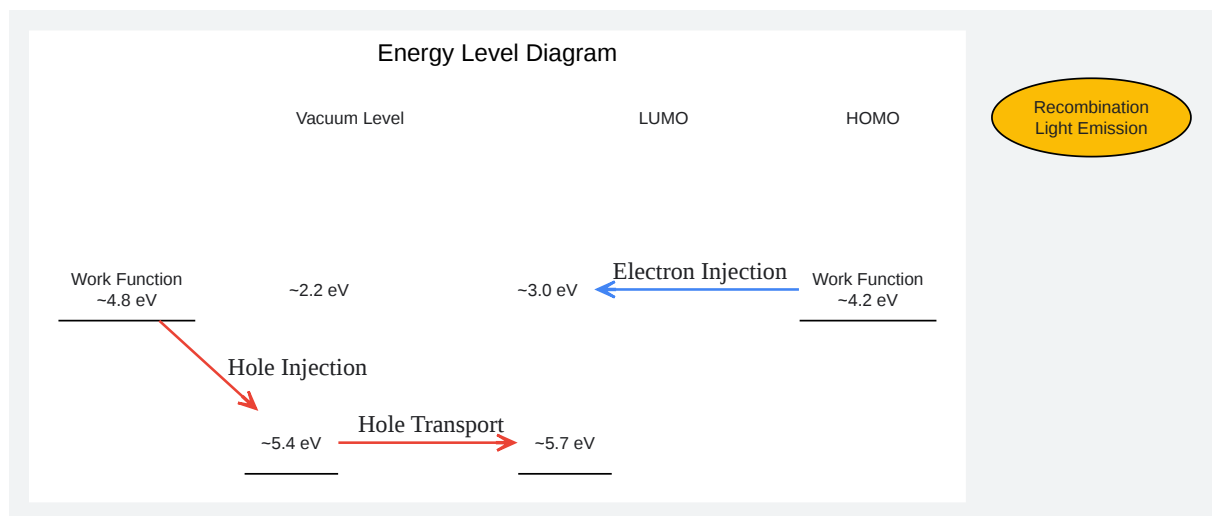 Energy Level Diagram
Vacuum Level
LUMO
HOMO
Recombination
Light Emission
Work Function
~4.8 eV
~2.2 eV
~3.0 eV
Electron Injection
Work Function
~4.2 eV
Hole Injection
Hole Transport
~5.4 eV
~5.7 eV